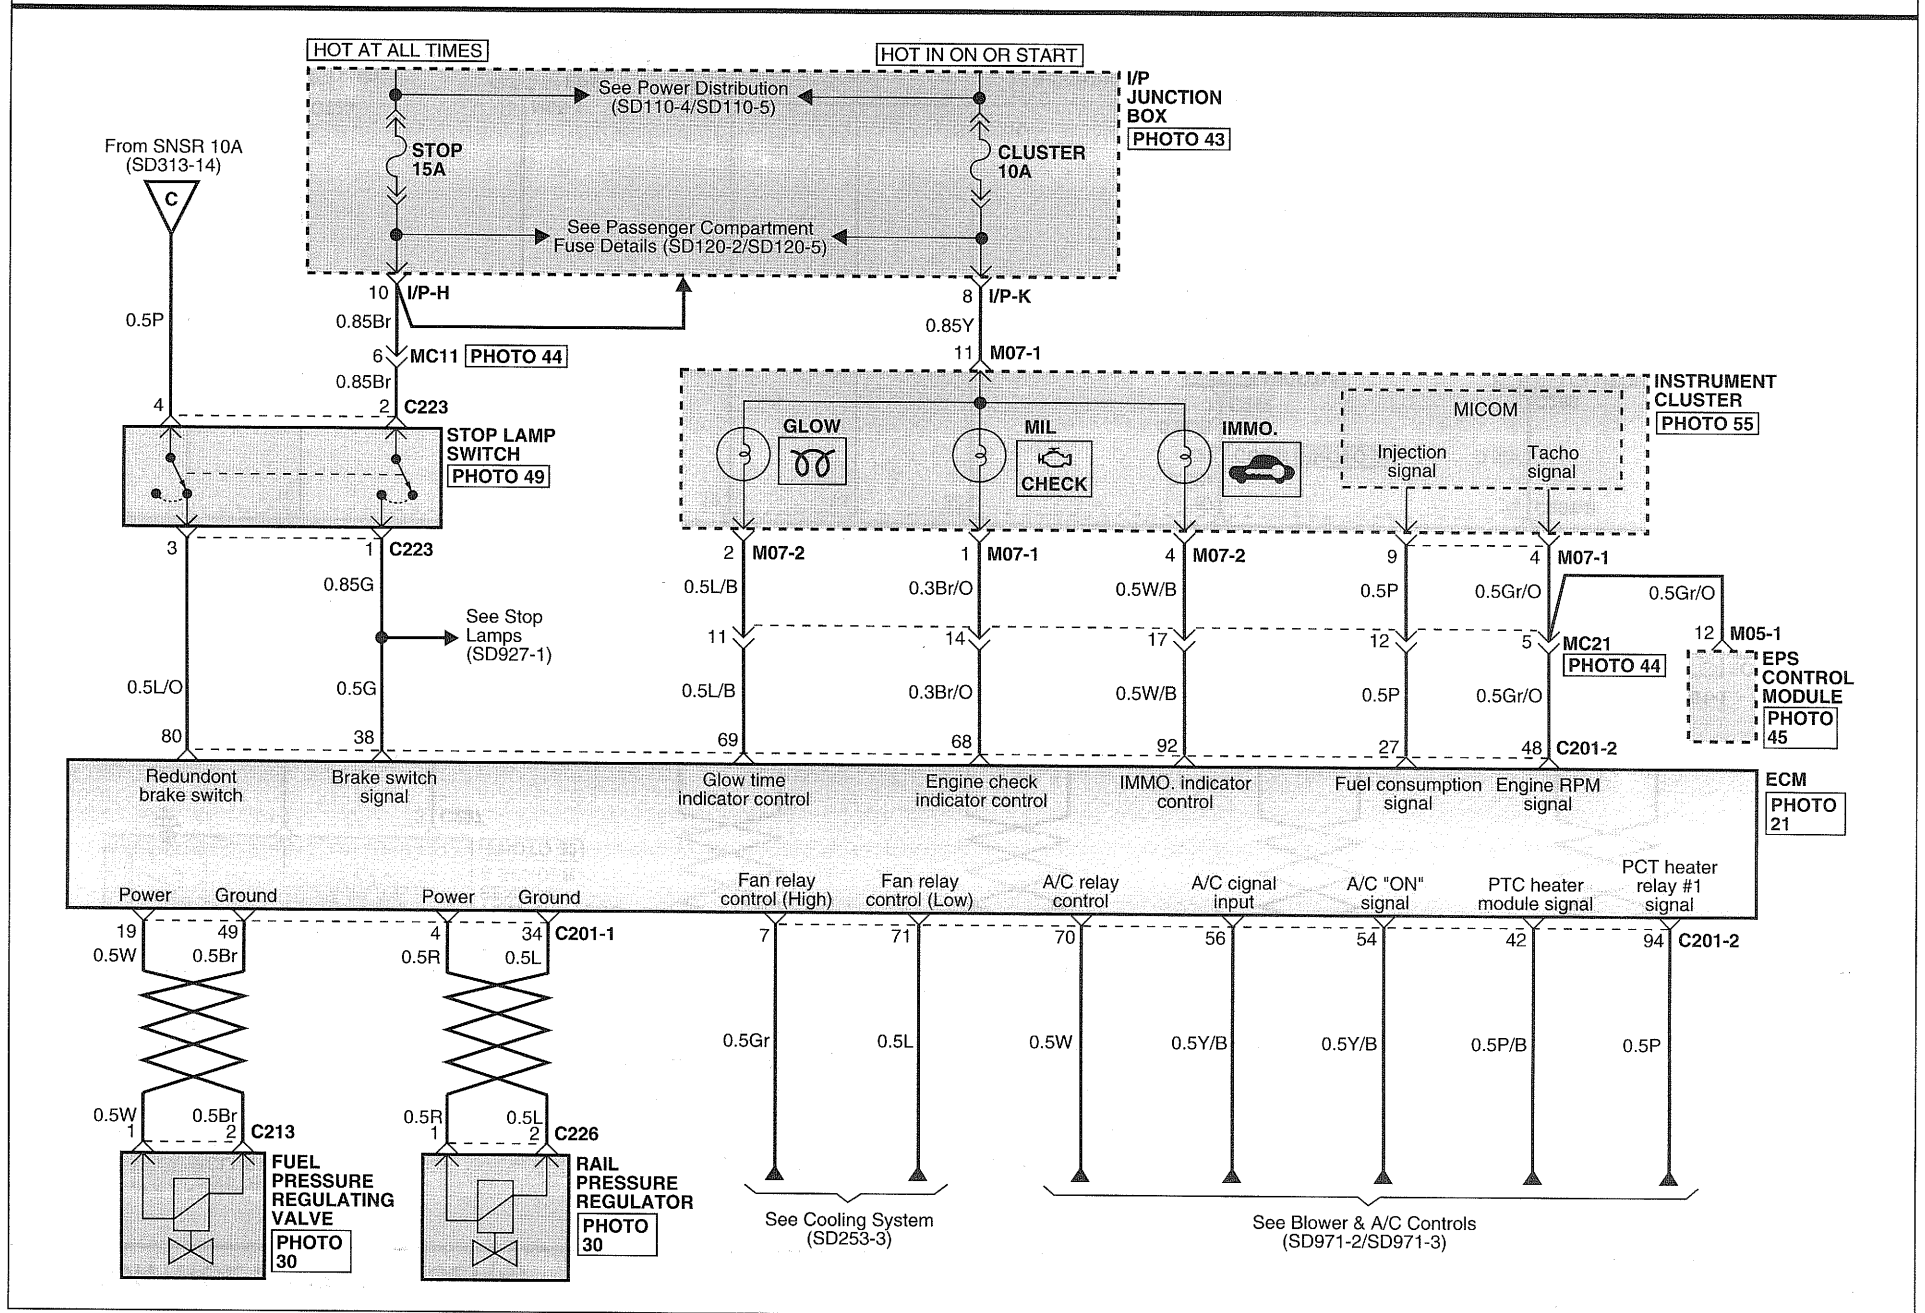 HOT AT ALL TIMES
HOT IN ON OR START
See Power Distribution
(SD110-4/SD110-5)
I/P
JUNCTION
BOX
PHOTO 43
From SNSR 10A
(SD313-14)
C
STOP
15A
CLUSTER
10A
See Passenger Compartment
Fuse Details (SD120-2/SD120-5)
10 I/P-H
8 I/P-K
0.5P
0.85Br
0.85Y
6 MC11 PHOTO 44
11 M07-1
0.85Br
4
2 C223
STOP LAMP
SWITCH
PHOTO 49
INSTRUMENT
CLUSTER
PHOTO 55
GLOW
MIL
CHECK
IMMO.
MICOM
Injection
signal
Tacho
signal
3
1 C223
2 M07-2
1 M07-1
4 M07-2
9
4 M07-1
0.85G
0.5L/B
0.3Br/O
0.5W/B
0.5P
0.5Gr/O
0.5Gr/O
See Stop
Lamps
(SD927-1)
11
14
17
12
5 MC21
PHOTO 44
12 M05-1
EPS
CONTROL
MODULE
PHOTO
45
0.5L/O
0.5G
0.5L/B
0.3Br/O
0.5W/B
0.5P
0.5Gr/O
80
38
69
68
92
27
48 C201-2
Redundont
brake switch
Brake switch
signal
Glow time
indicator control
Engine check
indicator control
IMMO. indicator
control
Fuel consumption
signal
Engine RPM
signal
ECM
PHOTO
21
Power
Ground
Power
Ground
Fan relay
control (High)
Fan relay
control (Low)
A/C relay
control
A/C cignal
input
A/C "ON"
signal
PTC heater
module signal
PCT heater
relay #1
signal
19
49
4
34 C201-1
7
71
70
56
54
42
94 C201-2
0.5W
0.5Br
0.5R
0.5L
0.5Gr
0.5L
0.5W
0.5Y/B
0.5Y/B
0.5P/B
0.5P
0.5W
0.5Br
0.5R
0.5L
1
2 C213
1
2 C226
FUEL
PRESSURE
REGULATING
VALVE
PHOTO
30
RAIL
PRESSURE
REGULATOR
PHOTO
30
See Cooling System
(SD253-3)
See Blower & A/C Controls
(SD971-2/SD971-3)